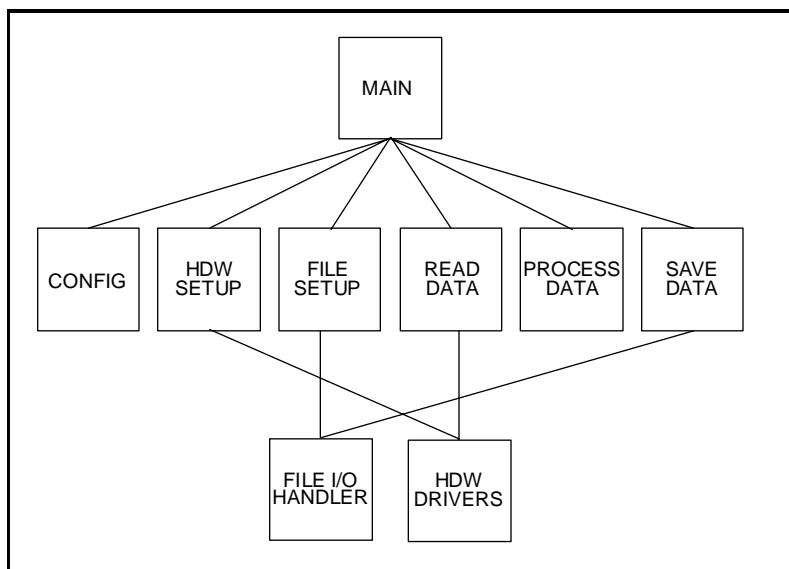 MAIN
CONFIG
HDW
SETUP
FILE
SETUP
READ
DATA
PROCESS
DATA
SAVE
DATA
FILE I/O
HANDLER
HDW
DRIVERS